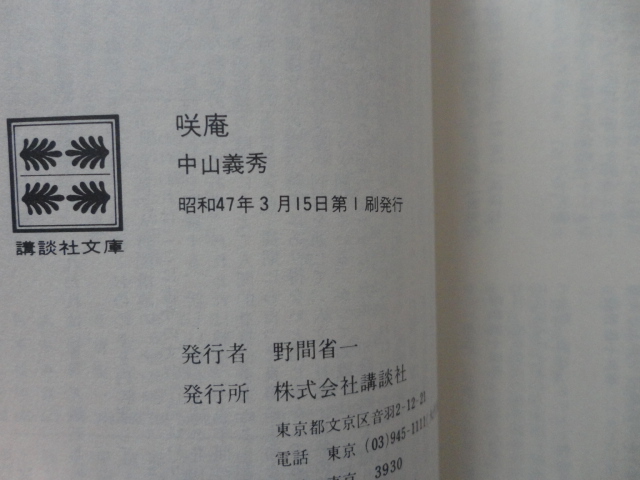 咲庵
中山義秀
昭和47年3月15日第1刷発行
講談社文庫
発行者 野間省一
発行所 株式会社講談社
東京都文京区音羽2-12-21
電話 東京 (03) 945-1111
東京 3930